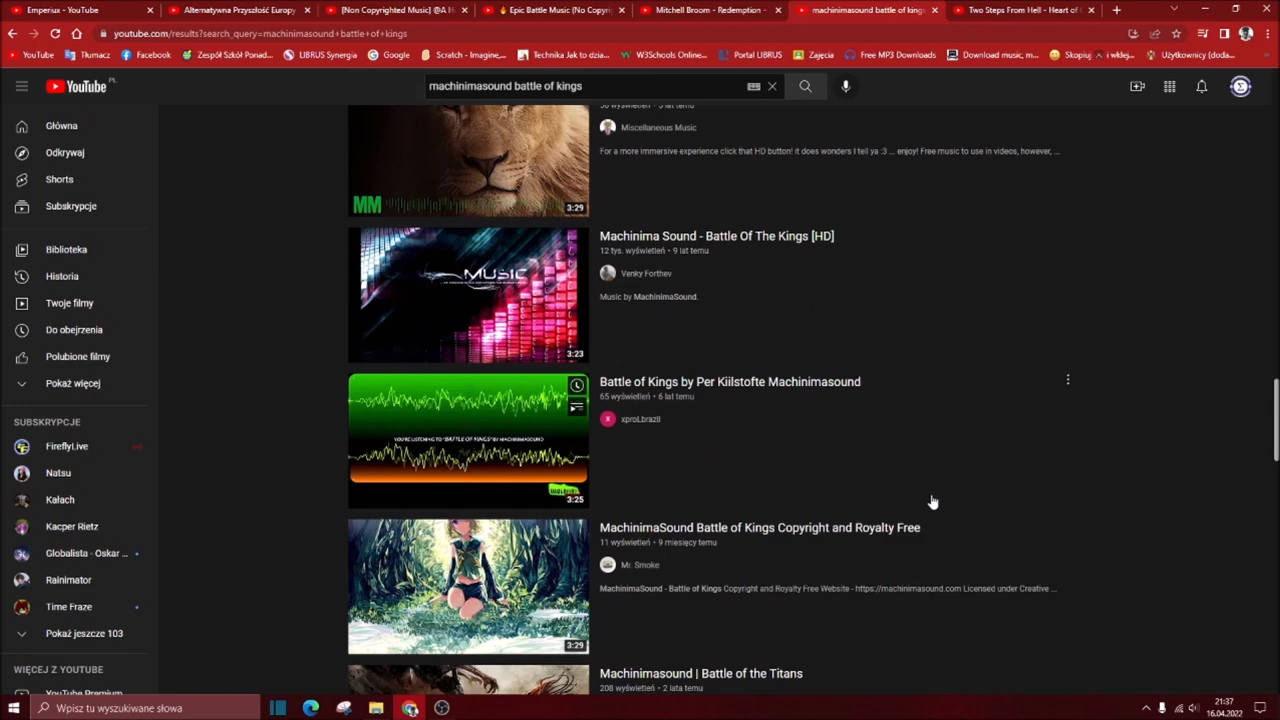 Emperiux - YouTube
Alternatywna Przyszłość Europy
[Non Copyrighted Music] @A H
Epic Battle Music (No Copyrig
Mitchell Broom - Redemption -
machinimasound battle of kings
Two Steps From Hell - Heart of C
youtube.com/results?search_query=machinimasound+battle+of+kings
YouTube
Tłumacz
Facebook
Zespół Szkół Ponad...
LIBRUS Synergia
Google
Scratch - Imagine,...
Technika Jak to dzia...
W3Schools Online...
Portal LIBRUS
Zajęcia
Free MP3 Downloads
Download music, m...
Skopiuj i wklej...
Użytkownicy (doda...
YouTube PL
machinimasound battle of kings
Główna
Odkrywaj
Shorts
Subskrypcje
Biblioteka
Historia
Twoje filmy
Do obejrzenia
Polubione filmy
Pokaż więcej
SUBSKRYPCJE
FireflyLive
Natsu
Kałach
Kacper Rietz
Globalista - Oskar ...
Rainimator
Time Fraze
Pokaż jeszcze 103
WIĘCEJ Z YOUTUBE
YouTube Premium
MM
3:29
Miscellaneous Music
For a more immersive experience click that HD button! it does wonders I tell ya :3 ... enjoy! Free music to use in videos, however, ...
MUSIC
3:23
Machinima Sound - Battle Of The Kings [HD]
12 tys. wyświetleń • 9 lat temu
Venky Forthev
Music by MachinimaSound.
YOU'RE LISTENING TO "BATTLE OF KINGS" BY MACHINIMASOUND
3:25
Battle of Kings by Per Kiilstofte Machinimasound
65 wyświetleń • 6 lat temu
X
xproLbrazil
3:29
MachinimaSound Battle of Kings Copyright and Royalty Free
11 wyświetleń • 9 miesięcy temu
Mr. Smoke
MachinimaSound - Battle of Kings Copyright and Royalty Free Website - https://machinimasound.com Licensed under Creative ...
Machinimasound | Battle of the Titans
208 wyświetleń • 2 lata temu
Wpisz tu wyszukiwane słowa
21:37
16.04.2022